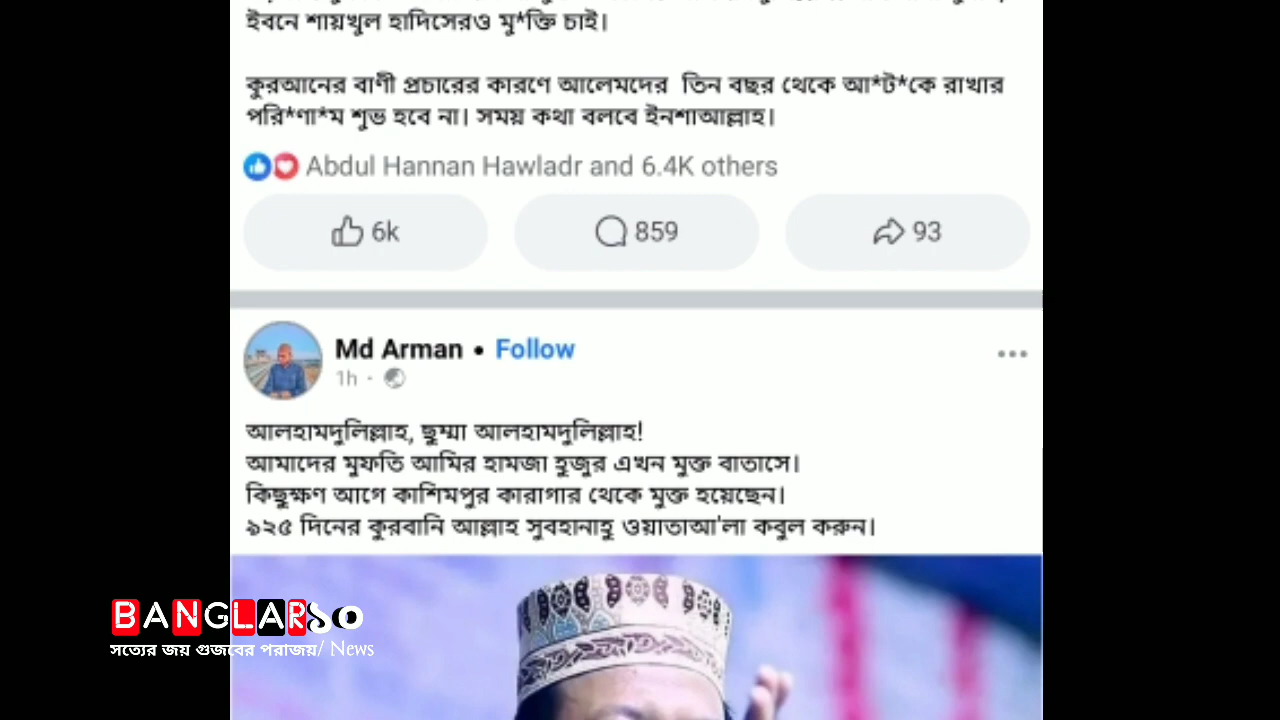 ইবনে শায়খুল হাদিসেরও মু*ক্তি চাই।
কুরআনের বাণী প্রচারের কারণে আলেমদের তিন বছর থেকে আ*ট*কে রাখার
পরি*ণা*ম শুভ হবে না। সময় কথা বলবে ইনশাআল্লাহ।
Abdul Hannan Hawladr and 6.4K others
6k 859 93
Md Arman • Follow
1h ·
আলহামদুলিল্লাহ, ছুম্মা আলহামদুলিল্লাহ!
আমাদের মুফতি আমির হামজা হুজুর এখন মুক্ত বাতাসে।
কিছুক্ষণ আগে কাশিমপুর কারাগার থেকে মুক্ত হয়েছেন।
৯২৫ দিনের কুরবানি আল্লাহ সুবহানাহু ওয়াতাআ'লা কবুল করুন।
BANGLAR১০
সত্যের জয় গুজবের পরাজয়/ News